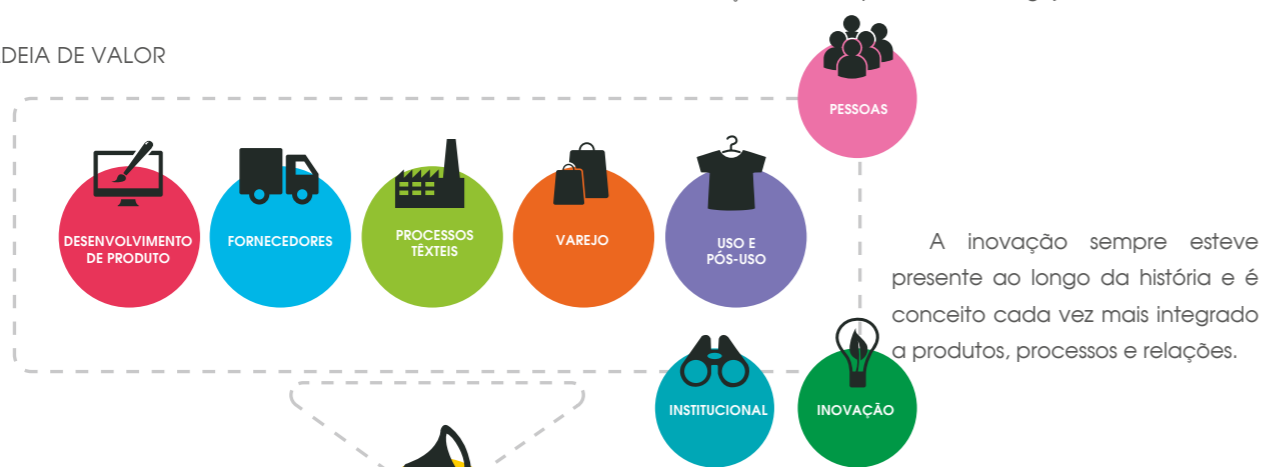 DEIA DE VALOR
PESSOAS
DESENVOLVIMENTO
DE PRODUTO
FORNECEDORES
PROCESSOS
TÊXTEIS
VAREJO
USO E
PÓS-USO
A inovação sempre esteve
presente ao longo da história e é
conceito cada vez mais integrado
a produtos, processos e relações.
INSTITUCIONAL
INOVAÇÃO